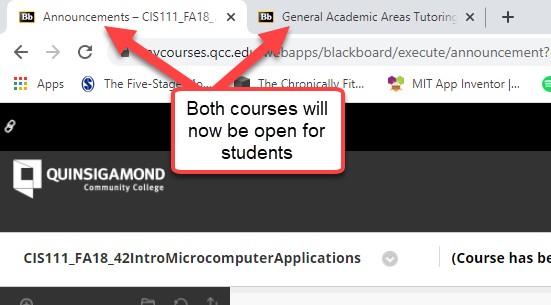 Bb Announcements – CIS111_FA18_
Bb General Academic Areas Tutoring
courses.qcc.edu webapps/blackboard/execute/announcement?
Apps The Five-Stage The Chronically Fit... MIT App Inventor |...
Both courses will
now be open for
students
QUINSIGAMOND
Community College
CIS111_FA18_42IntroMicrocomputerApplications (Course has be